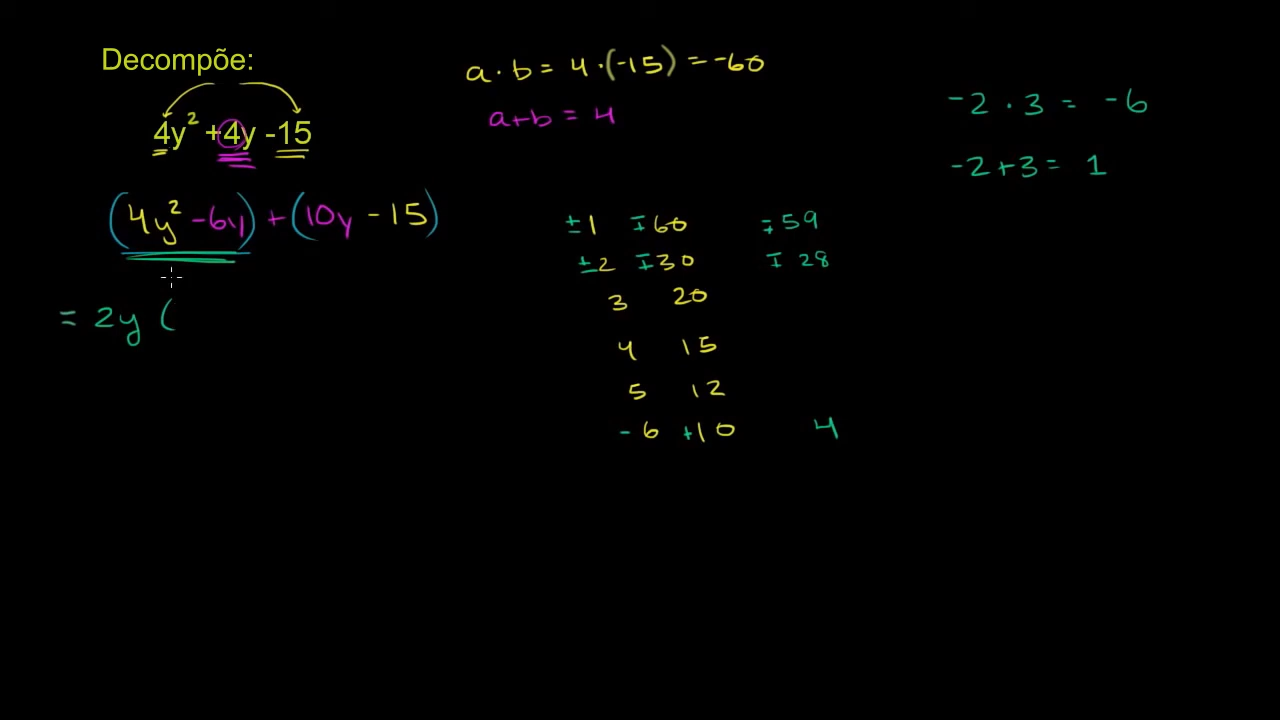 Decompõe:
4y² +4y -15
(4y² -6y) + (10y - 15)
= 2y (
a · b = 4 · (-15) = -60
a+b = 4
±1 ∓60 ∓59
±2 ∓30 ∓28
3 20
4 15
5 12
-6 +10 4
-2 · 3 = -6
-2 + 3 = 1